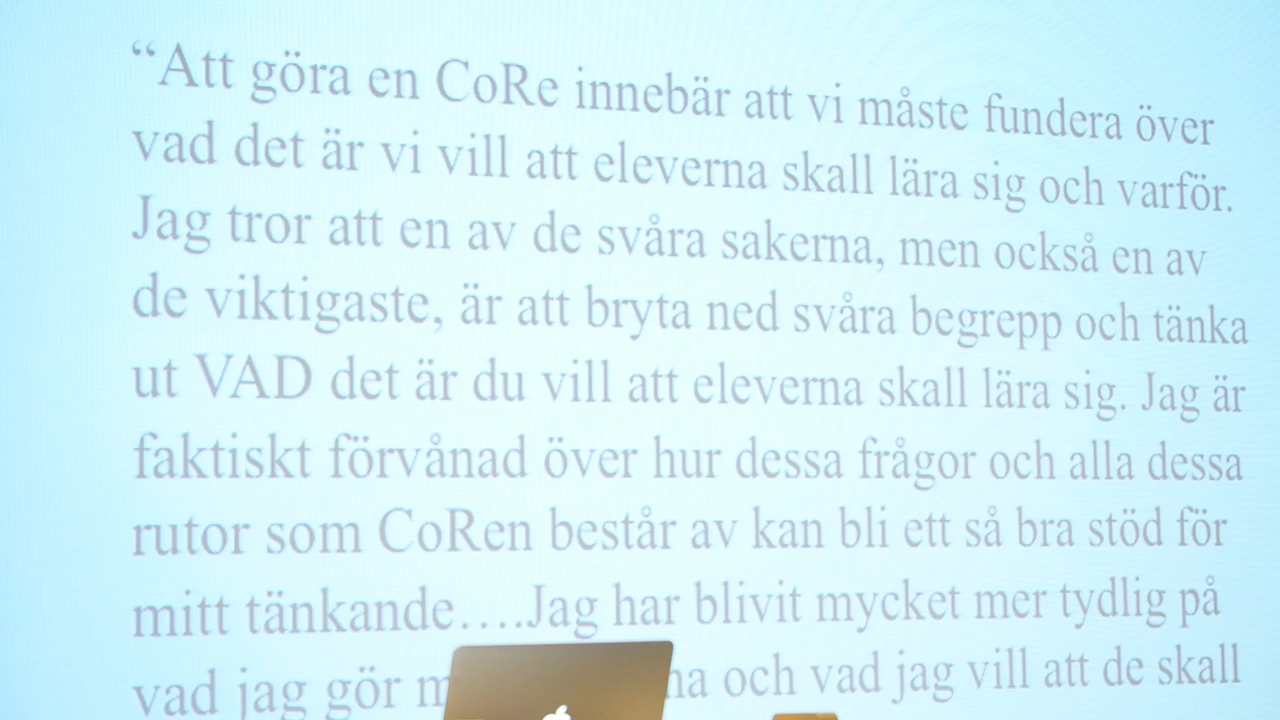 “Att göra en CoRe innebär att vi måste fundera över
vad det är vi vill att eleverna skall lära sig och varför.
Jag tror att en av de svåra sakerna, men också en av
de viktigaste, är att bryta ned svåra begrepp och tänka
ut VAD det är du vill att eleverna skall lära sig. Jag är
faktiskt förvånad över hur dessa frågor och alla dessa
rutor som CoRen består av kan bli ett så bra stöd för
mitt tänkande….Jag har blivit mycket mer tydlig på
vad jag gör och vad jag vill att de skall